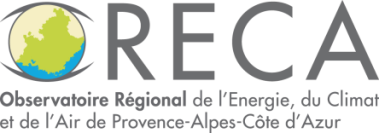 ORECA
Observatoire Régional de l'Energie, du Climat
et de l'Air de Provence-Alpes-Côte d'Azur